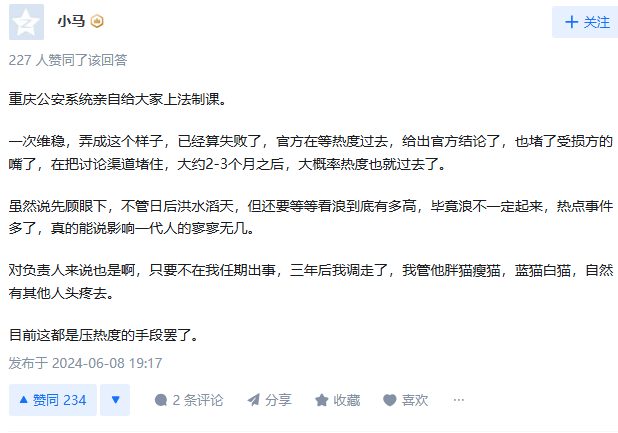 小马
关注
227 人赞同了该回答
重庆公安系统亲自给大家上法制课。
一次维稳，弄成这个样子，已经算失败了，官方在等热度过去，给出官方结论了，也堵了受损方的
嘴了，在把讨论渠道堵住，大约2-3个月之后，大概率热度也就过去了。
虽然说先顾眼下，不管日后洪水滔天，但还要等等看浪到底有多高，毕竟浪不一定起来，热点事件
多了，真的能说影响一代人的寥寥无几。
对负责人来说也是啊，只要不在我任期出事，三年后我调走了，我管他胖猫瘦猫，蓝猫白猫，自然
有其他人头疼去。
目前这都是压热度的手段罢了。
发布于 2024-06-08 19:17
赞同 234
2 条评论
分享
收藏
喜欢